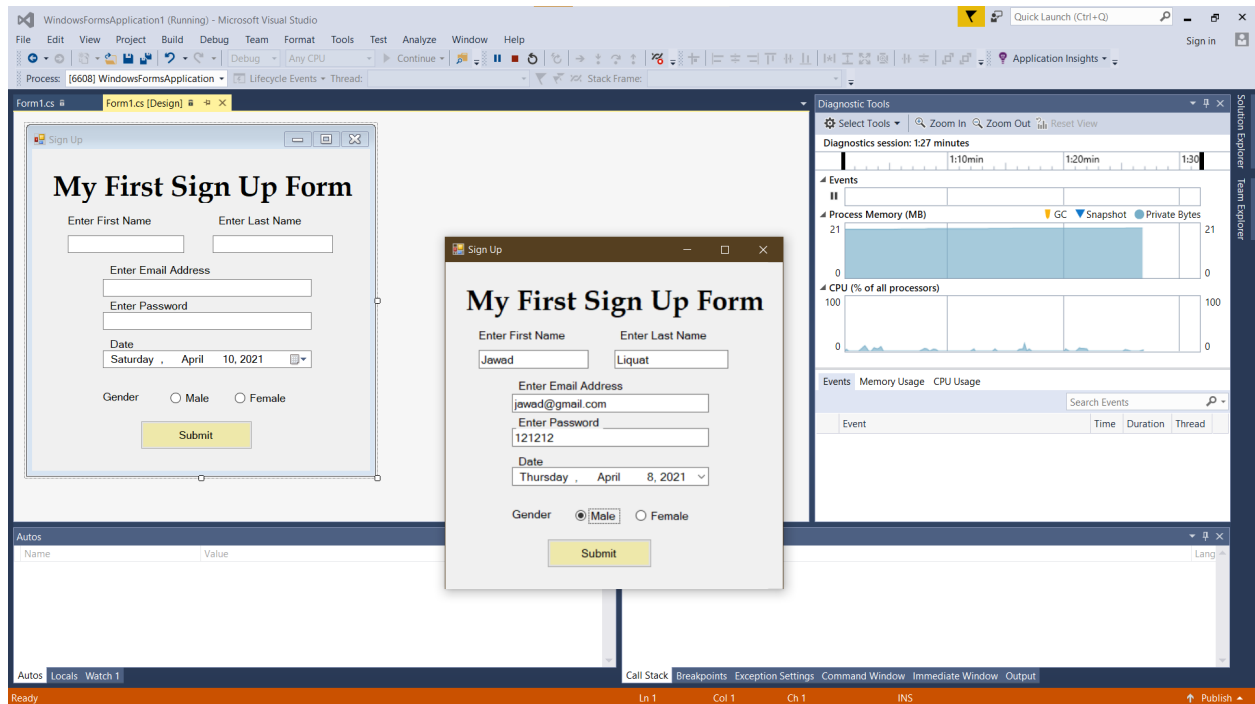 WindowsFormsApplication1 (Running) - Microsoft Visual Studio
Quick Launch (Ctrl+Q)
File Edit View Project Build Debug Team Format Tools Test Analyze Window Help
Sign in
Debug Any CPU Continue Application Insights
Process: [6608] WindowsFormsApplication Lifecycle Events Thread: Stack Frame:
Form1.cs Form1.cs [Design]
Sign Up
My First Sign Up Form
Enter First Name Enter Last Name
Enter Email Address
Enter Password
Date
Saturday , April 10, 2021
Gender Male Female
Submit
Sign Up
My First Sign Up Form
Enter First Name Enter Last Name
Jawad Liquat
Enter Email Address
jawad@gmail.com
Enter Password
121212
Date
Thursday , April 8, 2021
Gender Male Female
Submit
Diagnostic Tools
Select Tools Zoom In Zoom Out Reset View
Diagnostics session: 1:27 minutes
1:10min 1:20min 1:30
Events
Process Memory (MB) GC Snapshot Private Bytes
21 21
0 0
CPU (% of all processors)
100 100
0 0
Events Memory Usage CPU Usage
Search Events
Event Time Duration Thread
Solution Explorer
Team Explorer
Autos
Name Value
Lang
Autos Locals Watch 1
Call Stack Breakpoints Exception Settings Command Window Immediate Window Output
Ready Ln 1 Col 1 Ch 1 INS Publish